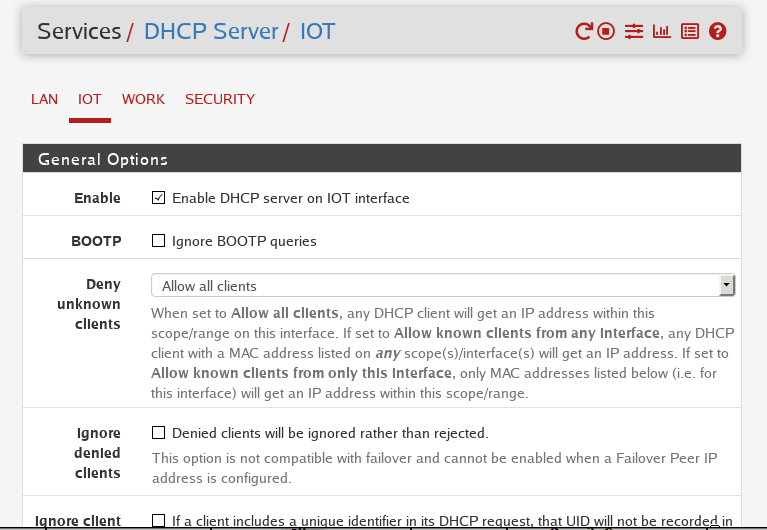 Services / DHCP Server / IOT
LAN IOT WORK SECURITY
General Options
Enable Enable DHCP server on IOT interface
BOOTP Ignore BOOTP queries
Deny unknown clients
Allow all clients
When set to Allow all clients, any DHCP client will get an IP address within this
scope/range on this interface. If set to Allow known clients from any interface, any DHCP
client with a MAC address listed on any scope(s)/interface(s) will get an IP address. If set to
Allow known clients from only this interface, only MAC addresses listed below (i.e. for
this interface) will get an IP address within this scope/range.
Ignore denied clients
Denied clients will be ignored rather than rejected.
This option is not compatible with failover and cannot be enabled when a Failover Peer IP
address is configured.
Ignore client If a client includes a unique identifier in its DHCP request, that UID will not be recorded in